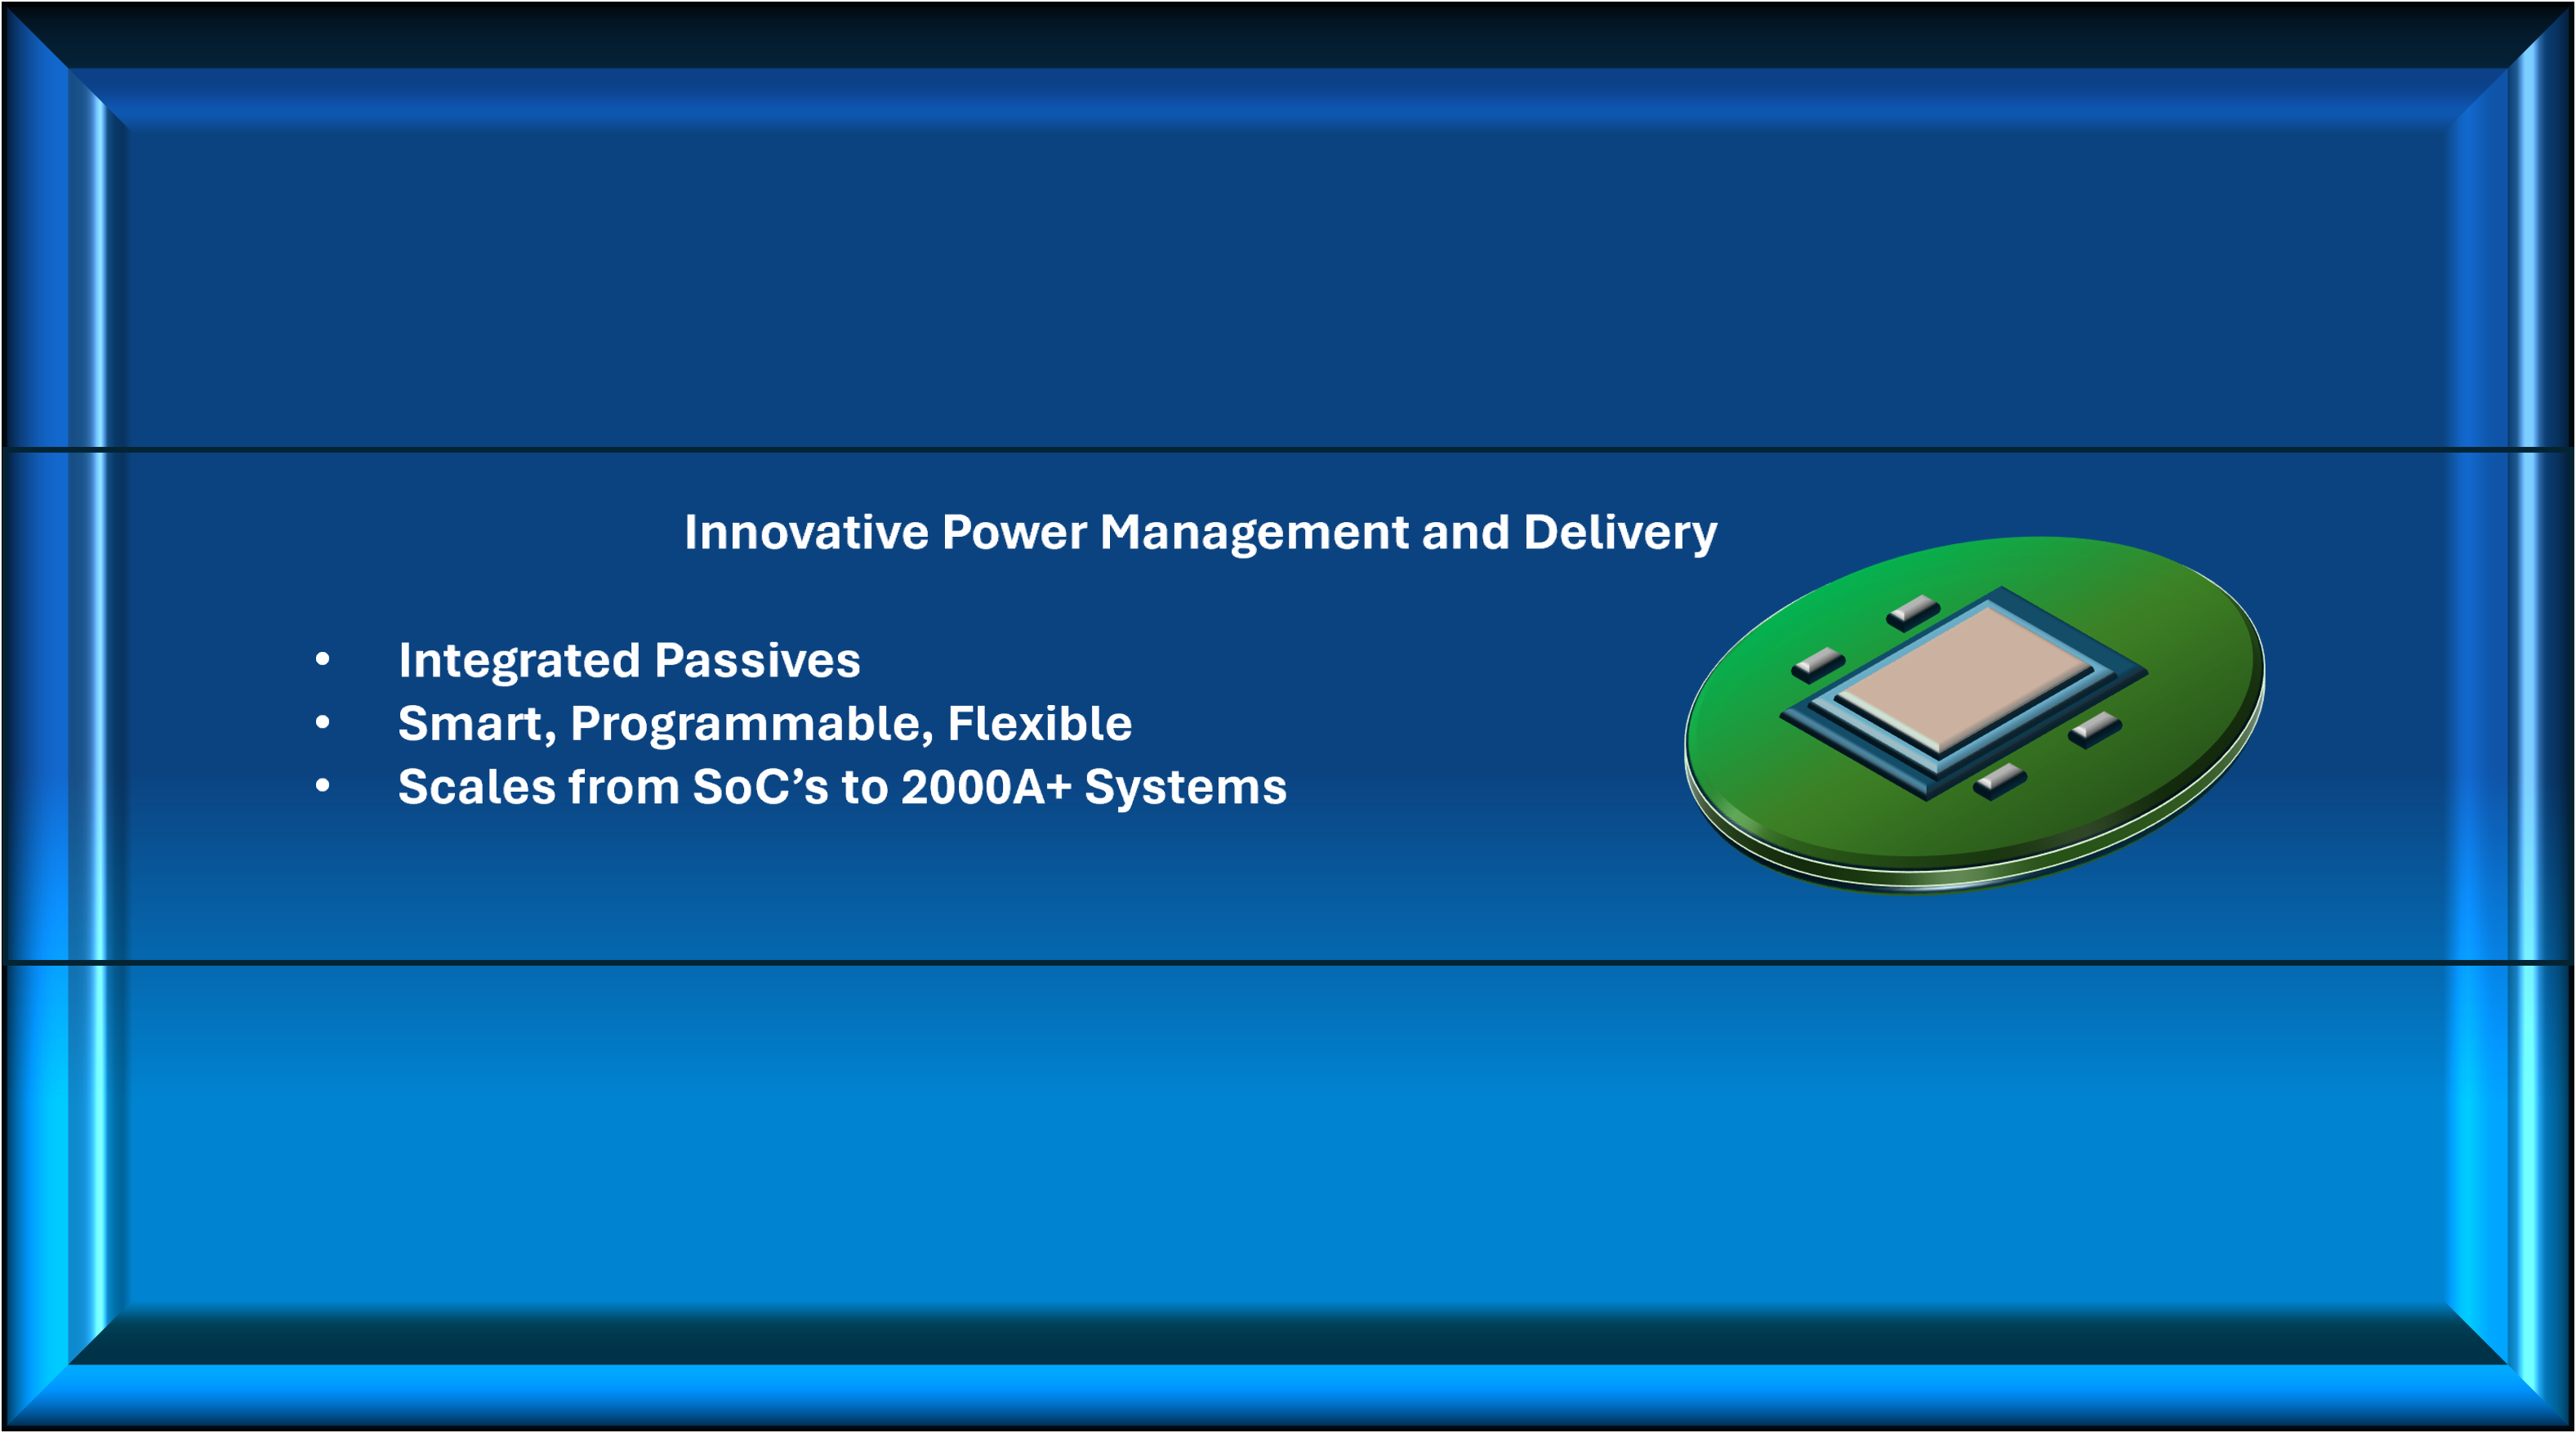 Innovative Power Management and Delivery
• Integrated Passives
• Smart, Programmable, Flexible
• Scales from SoC’s to 2000A+ Systems